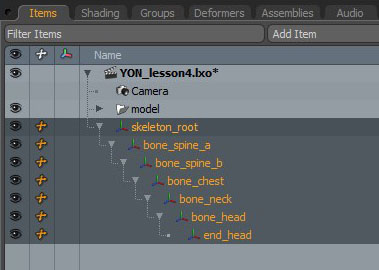 Items Shading Groups Deformers Assemblies Audio
Filter Items Add Item
Name
YON_lesson4.lxo*
Camera
model
skeleton_root
bone_spine_a
bone_spine_b
bone_chest
bone_neck
bone_head
end_head